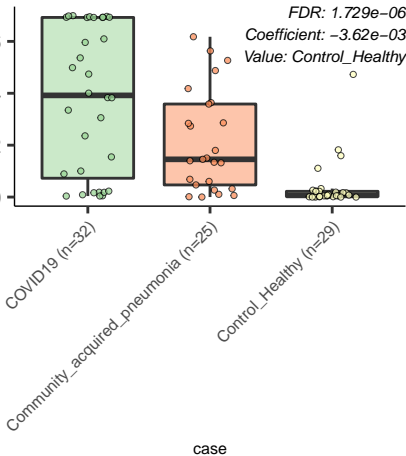 FDR: 1.729e−06
Coefficient: −3.62e−03
Value: Control_Healthy
COVID19 (n=32)
Community_acquired_pneumonia (n=25)
Control_Healthy (n=29)
case